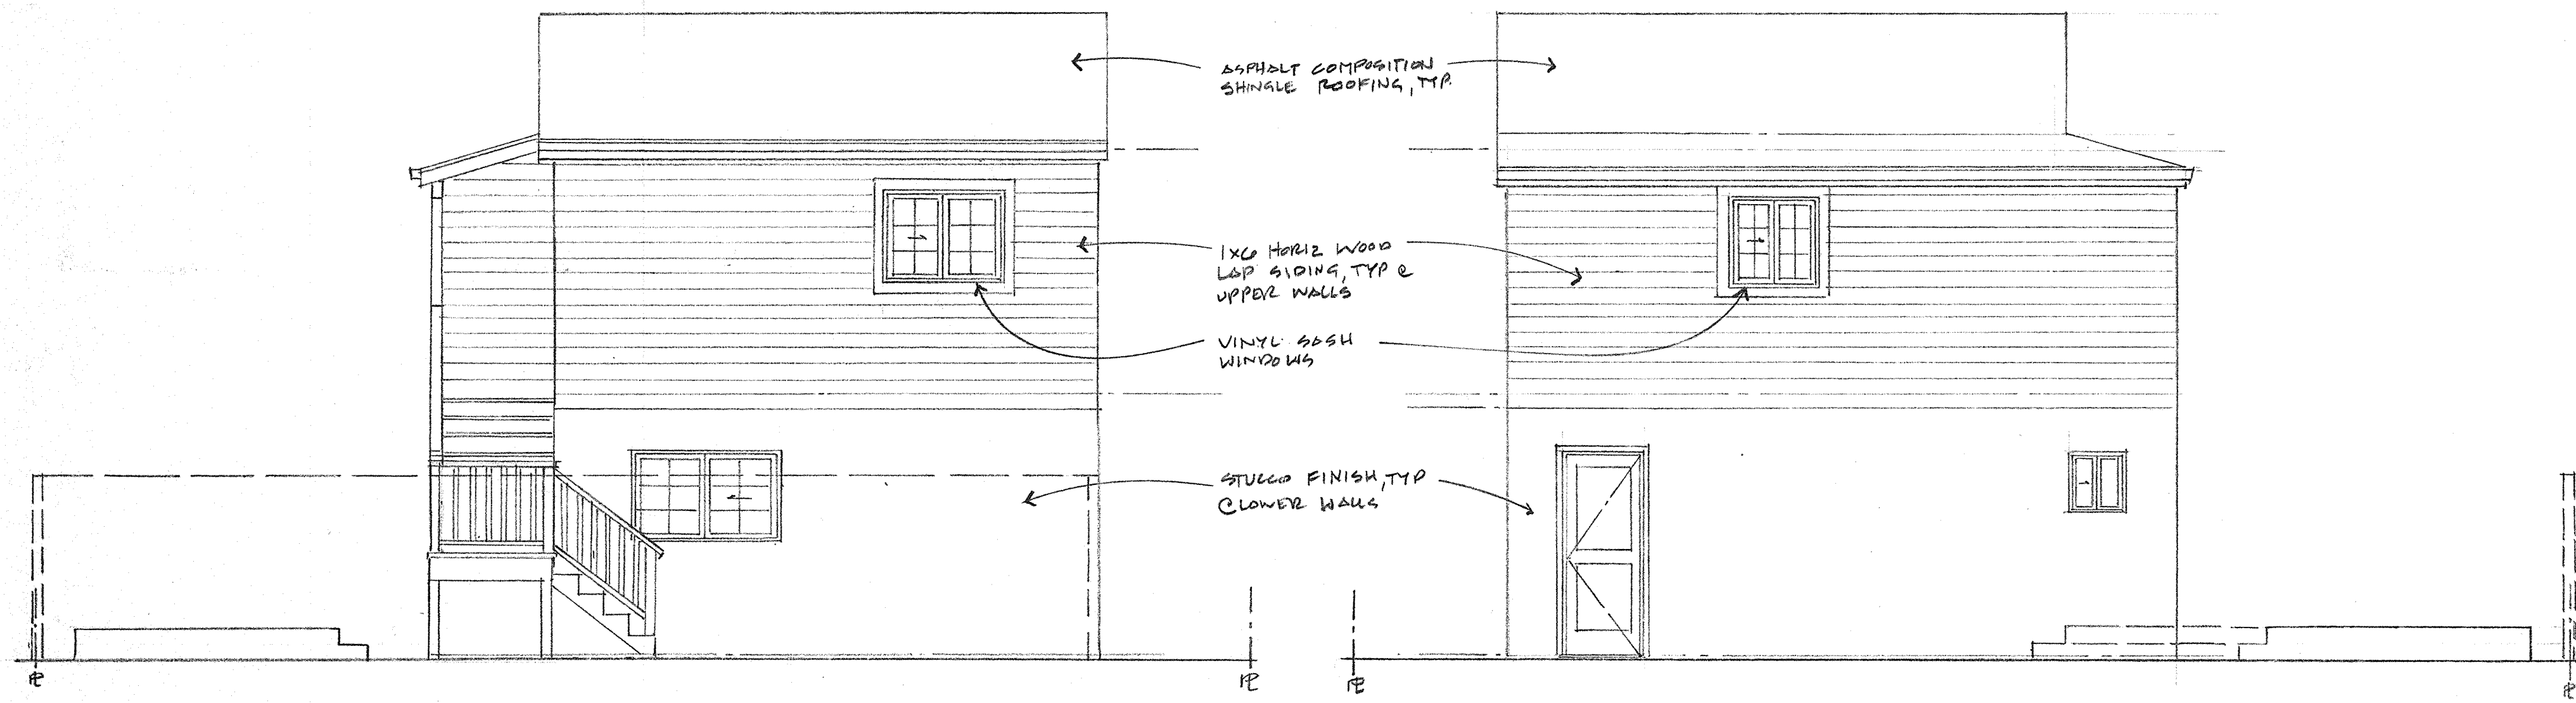 ASPHALT COMPOSITION
SHINGLE ROOFING, TYP.
1X6 HORIZ WOOD
LAP SIDING, TYP @
UPPER WALLS
VINYL SASH
WINDOWS
STUCCO FINISH, TYP
@ LOWER WALLS
PL
PL
PL
PL